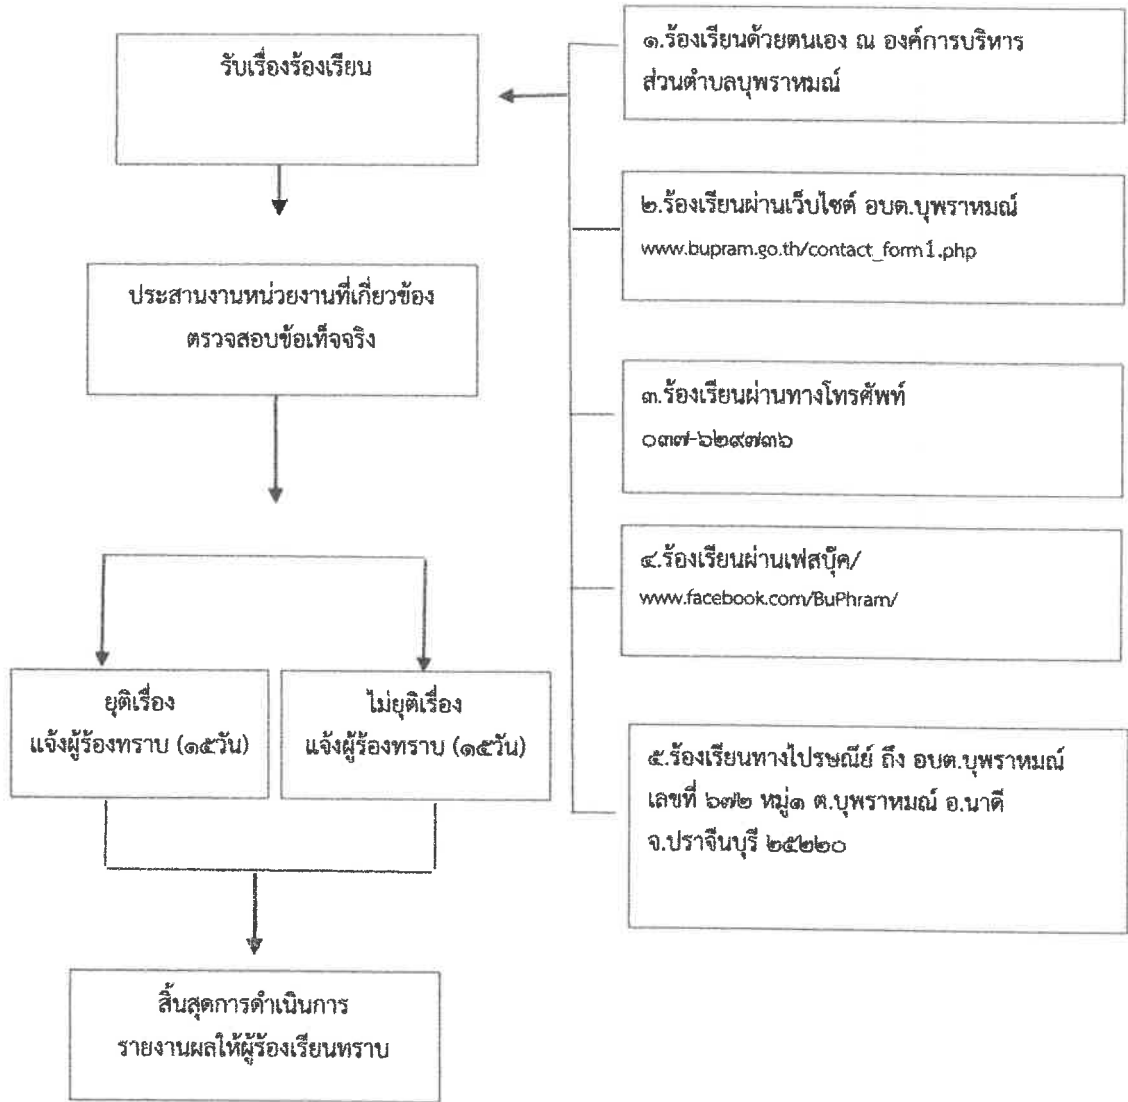 รับเรื่องร้องเรียน
ประสานงานหน่วยงานที่เกี่ยวข้อง
ตรวจสอบข้อเท็จจริง
ยุติเรื่อง
แจ้งผู้ร้องทราบ (๑๕วัน)
ไม่ยุติเรื่อง
แจ้งผู้ร้องทราบ (๑๕วัน)
สิ้นสุดการดำเนินการ
รายงานผลให้ผู้ร้องเรียนทราบ
๑.ร้องเรียนด้วยตนเอง ณ องค์การบริหาร
ส่วนตำบลบุพราหมณ์
๒.ร้องเรียนผ่านเว็บไซต์ อบต.บุพราหมณ์
www.bupram.go.th/contact_form1.php
๓.ร้องเรียนผ่านทางโทรศัพท์
๐๓๗-๖๒๙๗๓๖
๔.ร้องเรียนผ่านเฟสบุ๊ค/
www.facebook.com/BuPhram/
๕.ร้องเรียนทางไปรษณีย์ ถึง อบต.บุพราหมณ์
เลขที่ ๖๗๒ หมู่๑ ต.บุพราหมณ์ อ.นาดี
จ.ปราจีนบุรี ๒๕๒๒๐